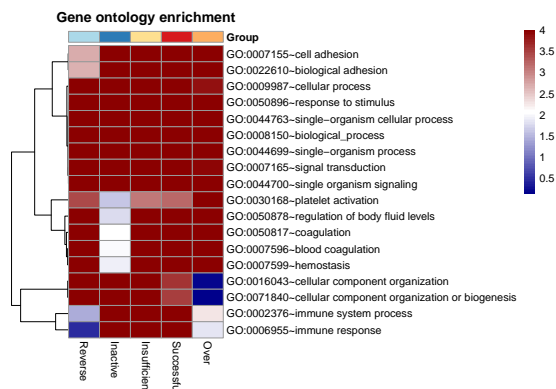 Gene ontology enrichment
Group
GO:0007155~cell adhesion
GO:0022610~biological adhesion
GO:0009987~cellular process
GO:0050896~response to stimulus
GO:0044763~single−organism cellular process
GO:0008150~biological_process
GO:0044699~single−organism process
GO:0007165~signal transduction
GO:0044700~single organism signaling
GO:0030168~platelet activation
GO:0050878~regulation of body fluid levels
GO:0050817~coagulation
GO:0007596~blood coagulation
GO:0007599~hemostasis
GO:0016043~cellular component organization
GO:0071840~cellular component organization or biogenesis
GO:0002376~immune system process
GO:0006955~immune response
Reverse
Inactive
Insufficien
Successfu
Over
4
3.5
3
2.5
2
1.5
1
0.5